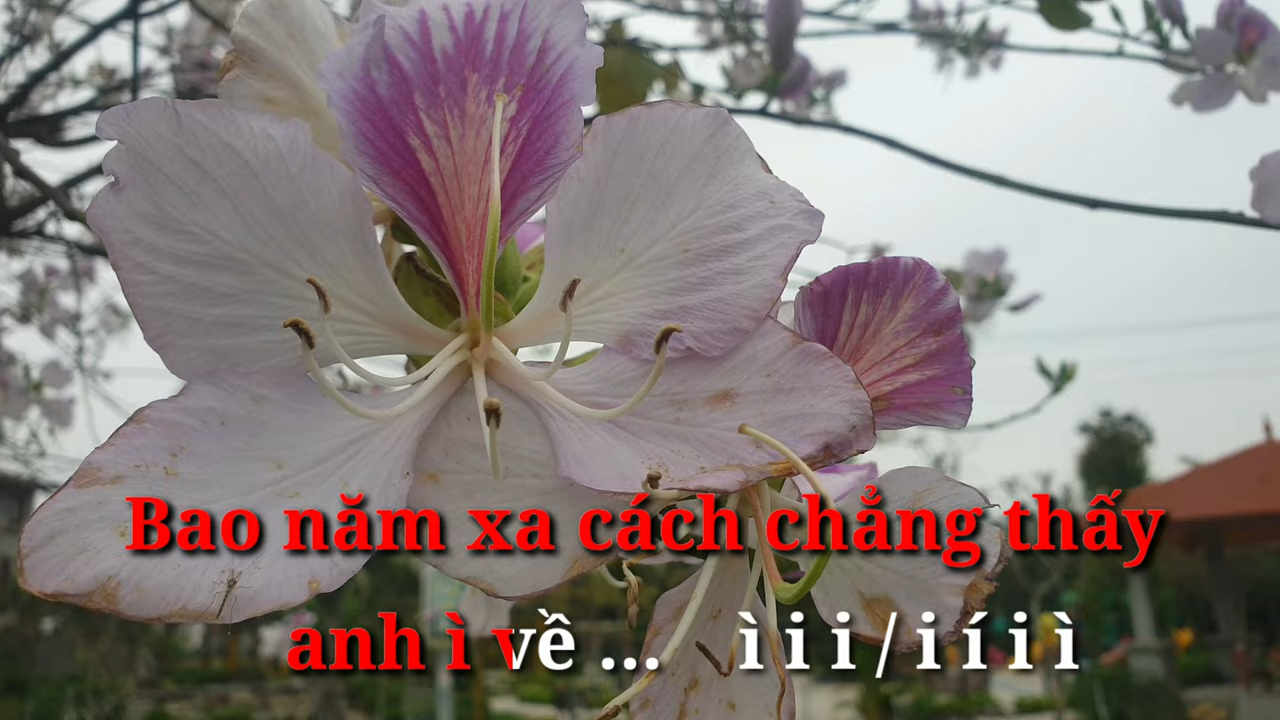 Bao năm xa cách chẳng thấy
anh ì về ... ì i i / i í i ì